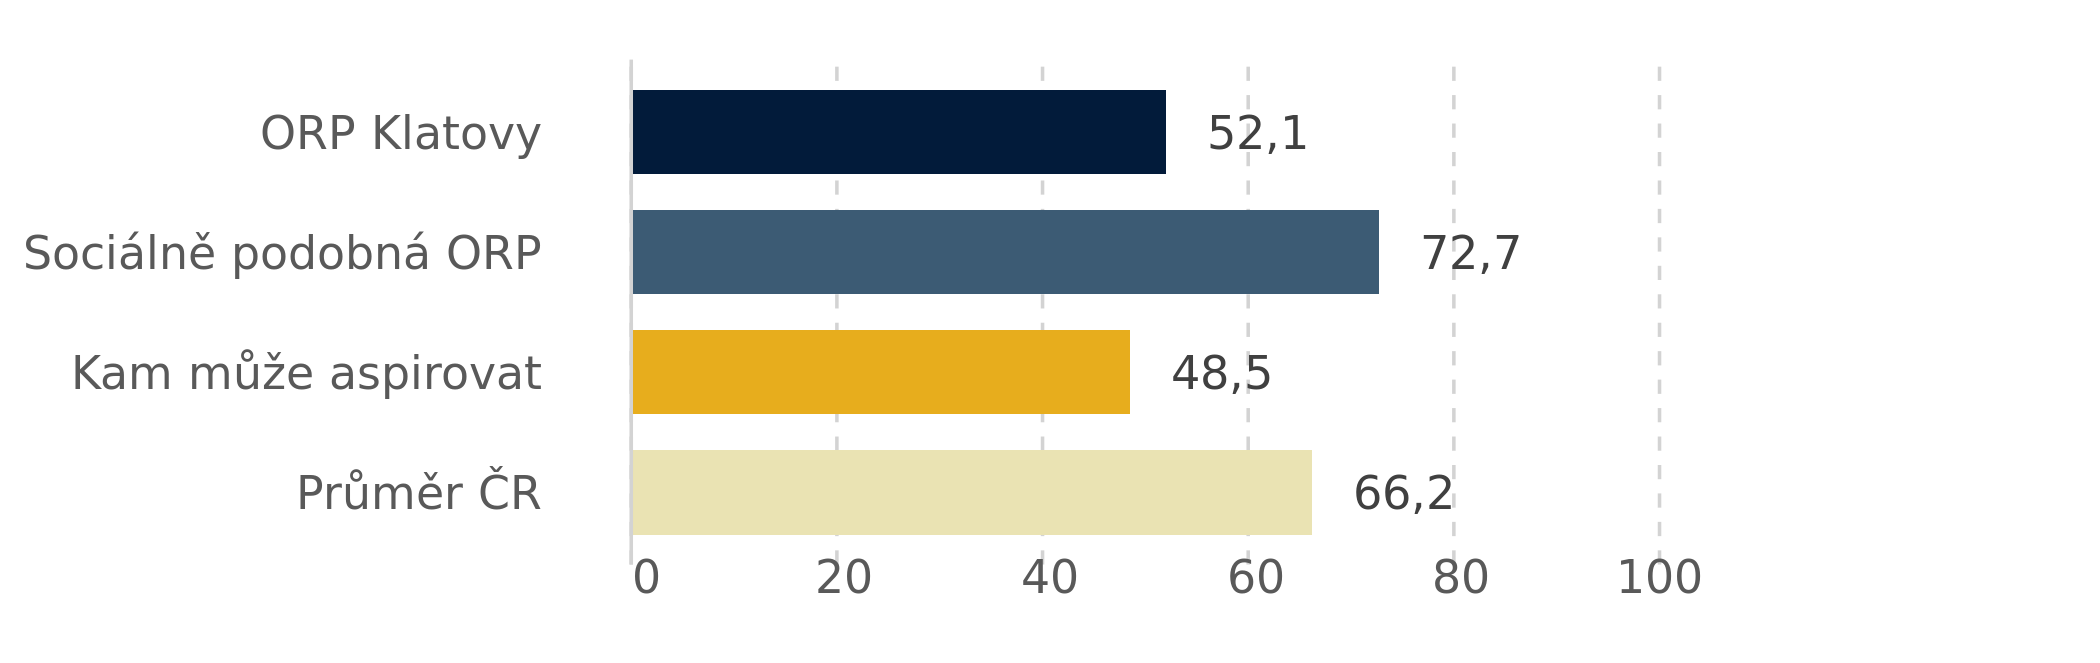 ORP Klatovy 52,1
Sociálně podobná ORP 72,7
Kam může aspirovat 48,5
Průměr ČR 66,2
0 20 40 60 80 100